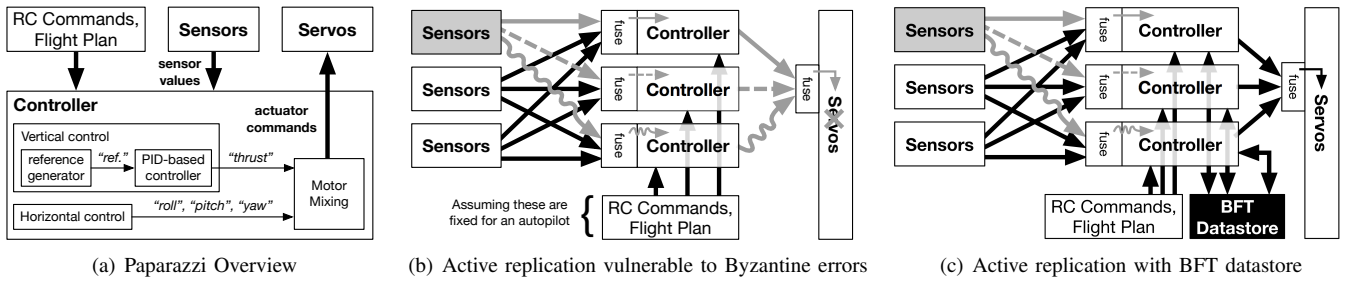 RC Commands,
Flight Plan
Sensors
Servos
sensor
values
Controller
actuator
commands
Vertical control
reference
generator
"ref."
PID-based
controller
"thrust"
Motor
Mixing
Horizontal control
"roll", "pitch", "yaw"
(a) Paparazzi Overview
Sensors
Sensors
Sensors
fuse
Controller
fuse
Controller
fuse
Controller
fuse
Servos
Assuming these are
fixed for an autopilot
{
RC Commands,
Flight Plan
(b) Active replication vulnerable to Byzantine errors
Sensors
Sensors
Sensors
fuse
Controller
fuse
Controller
fuse
Controller
fuse
Servos
RC Commands,
Flight Plan
BFT
Datastore
(c) Active replication with BFT datastore